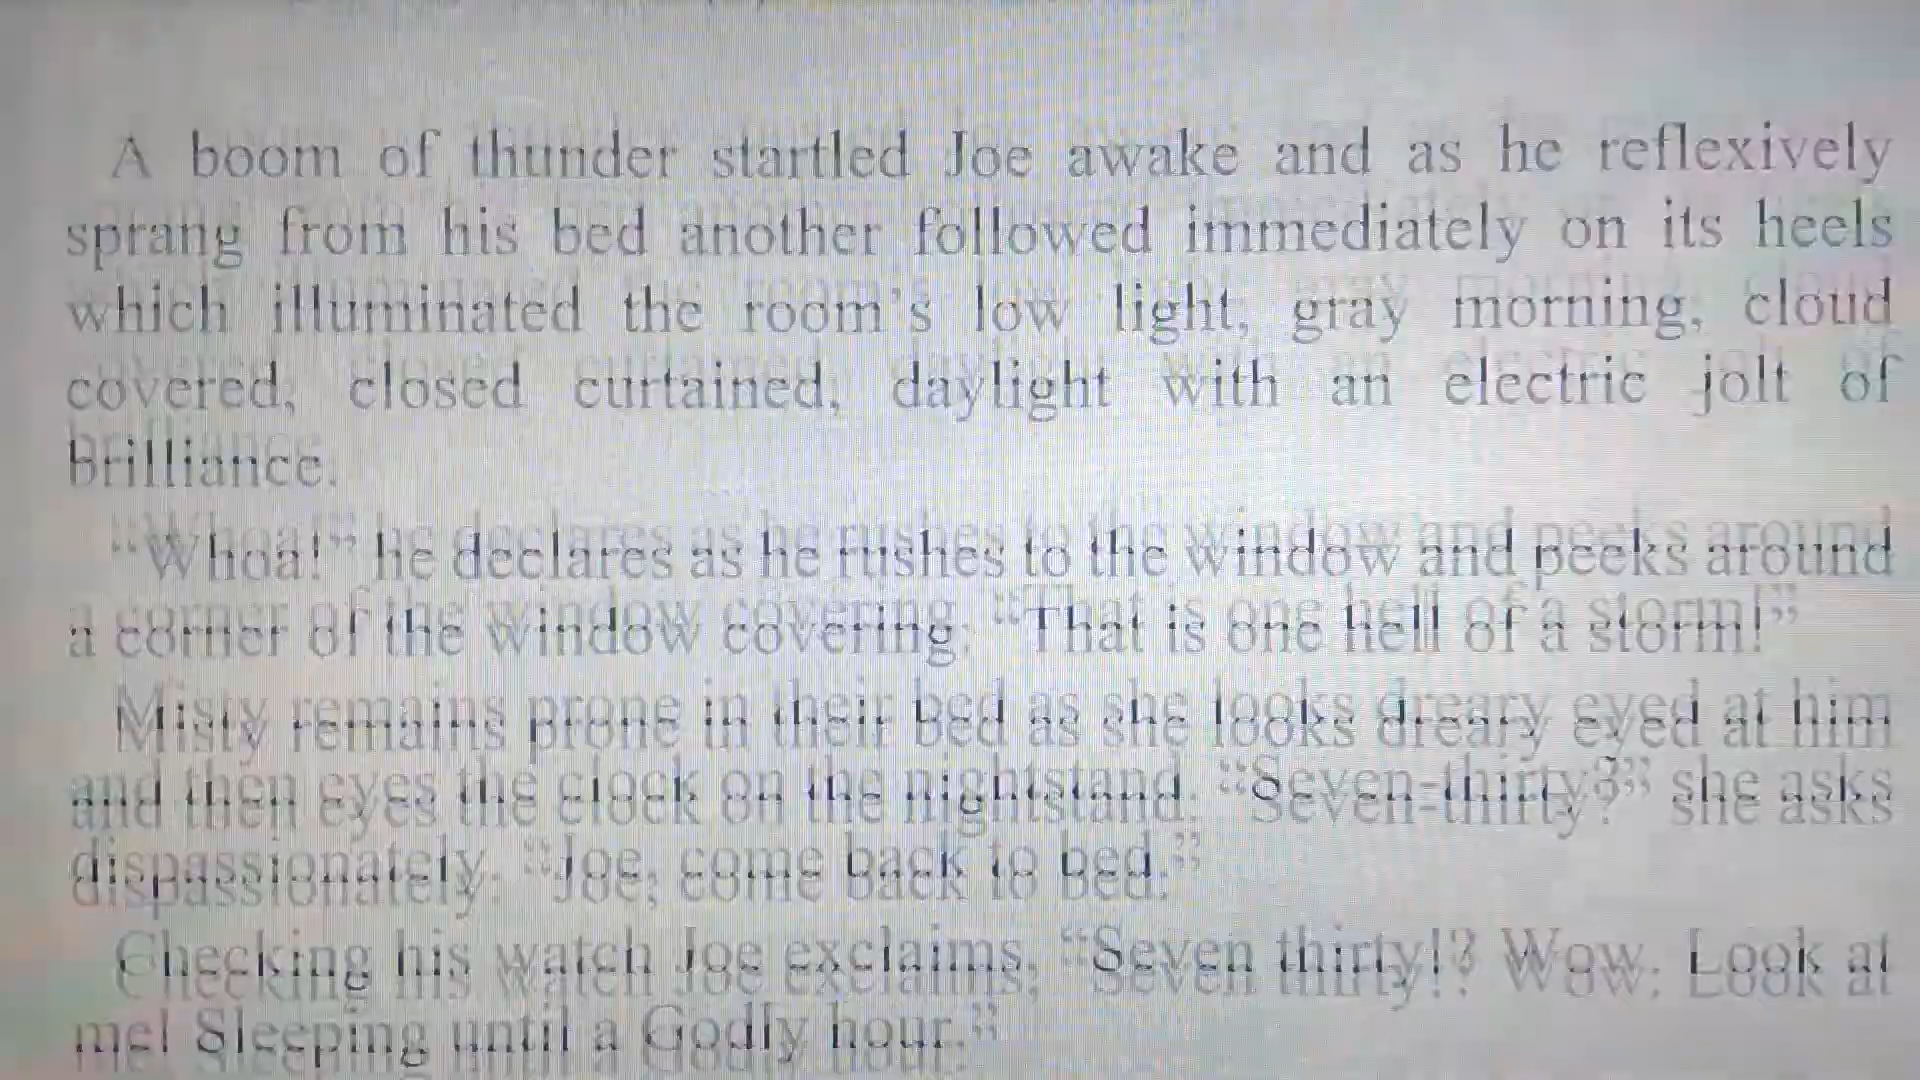 A boom of thunder startled Joe awake and as he reflexively
sprang from his bed another followed immediately on its heels
which illuminated the room's low light, gray morning, cloud
covered, closed curtained, daylight with an electric jolt of
brilliance.
“Whoa!” he declares as he rushes to the window and peeks around
a corner of the window covering. “That is one hell of a storm!”
Misty remains prone in their bed as she looks dreary eyed at him
and then eyes the clock on the nightstand. “Seven-thirty?” she asks
dispassionately. “Joe, come back to bed.”
Checking his watch Joe exclaims, “Seven thirty!? Wow. Look at
me! Sleeping until a Godly hour.”